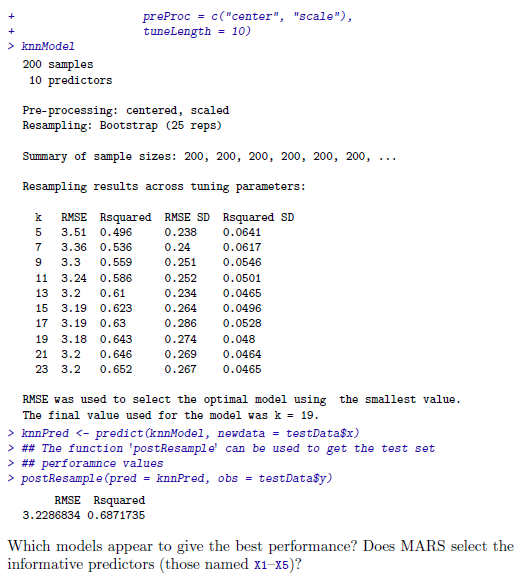 + preProc = c("center", "scale"),
+ tuneLength = 10)
> knnModel
200 samples
10 predictors
Pre-processing: centered, scaled
Resampling: Bootstrap (25 reps)
Summary of sample sizes: 200, 200, 200, 200, 200, 200, ...
Resampling results across tuning parameters:
k RMSE Rsquared RMSE SD Rsquared SD
5 3.51 0.496 0.238 0.0641
7 3.36 0.536 0.24 0.0617
9 3.3 0.559 0.251 0.0546
11 3.24 0.586 0.252 0.0501
13 3.2 0.61 0.234 0.0465
15 3.19 0.623 0.264 0.0496
17 3.19 0.63 0.286 0.0528
19 3.18 0.643 0.274 0.048
21 3.2 0.646 0.269 0.0464
23 3.2 0.652 0.267 0.0465
RMSE was used to select the optimal model using the smallest value.
The final value used for the model was k = 19.
> knnPred <- predict(knnModel, newdata = testData$x)
> ## The function 'postResample' can be used to get the test set
> ## perforamnce values
> postResample(pred = knnPred, obs = testData$y)
RMSE Rsquared
3.2286834 0.6871735
Which models appear to give the best performance? Does MARS select the
informative predictors (those named X1–X5)?